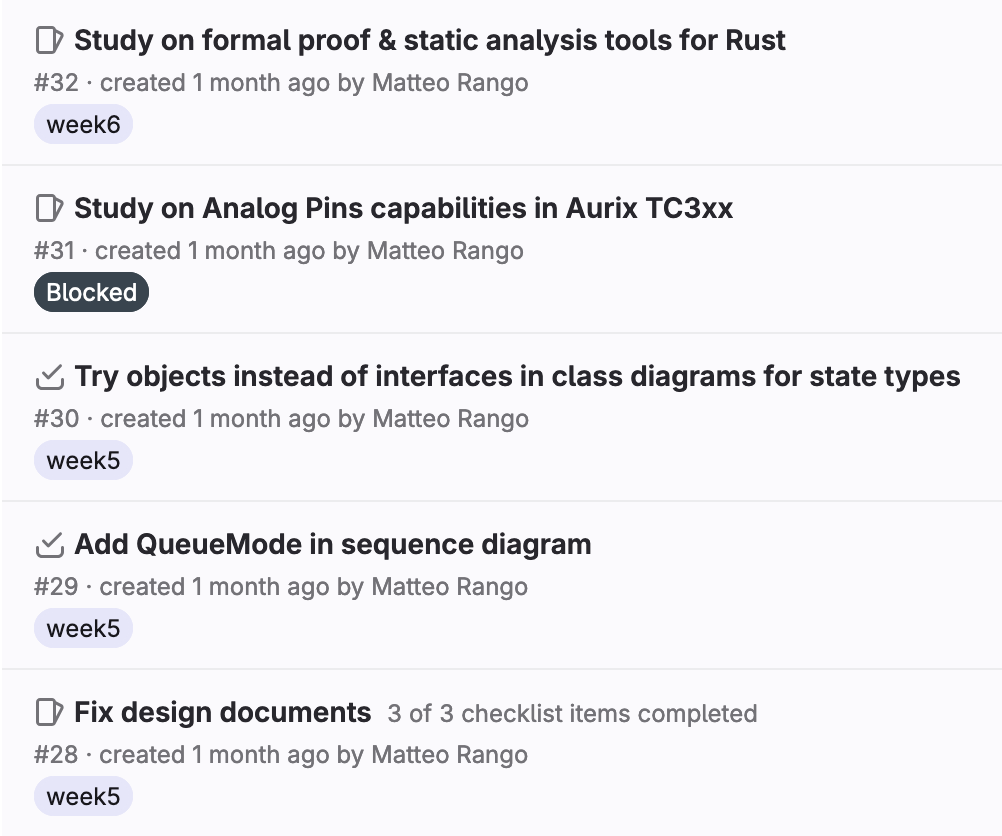 Study on formal proof & static analysis tools for Rust
#32 · created 1 month ago by Matteo Rango
week6
Study on Analog Pins capabilities in Aurix TC3xx
#31 · created 1 month ago by Matteo Rango
Blocked
Try objects instead of interfaces in class diagrams for state types
#30 · created 1 month ago by Matteo Rango
week5
Add QueueMode in sequence diagram
#29 · created 1 month ago by Matteo Rango
week5
Fix design documents 3 of 3 checklist items completed
#28 · created 1 month ago by Matteo Rango
week5